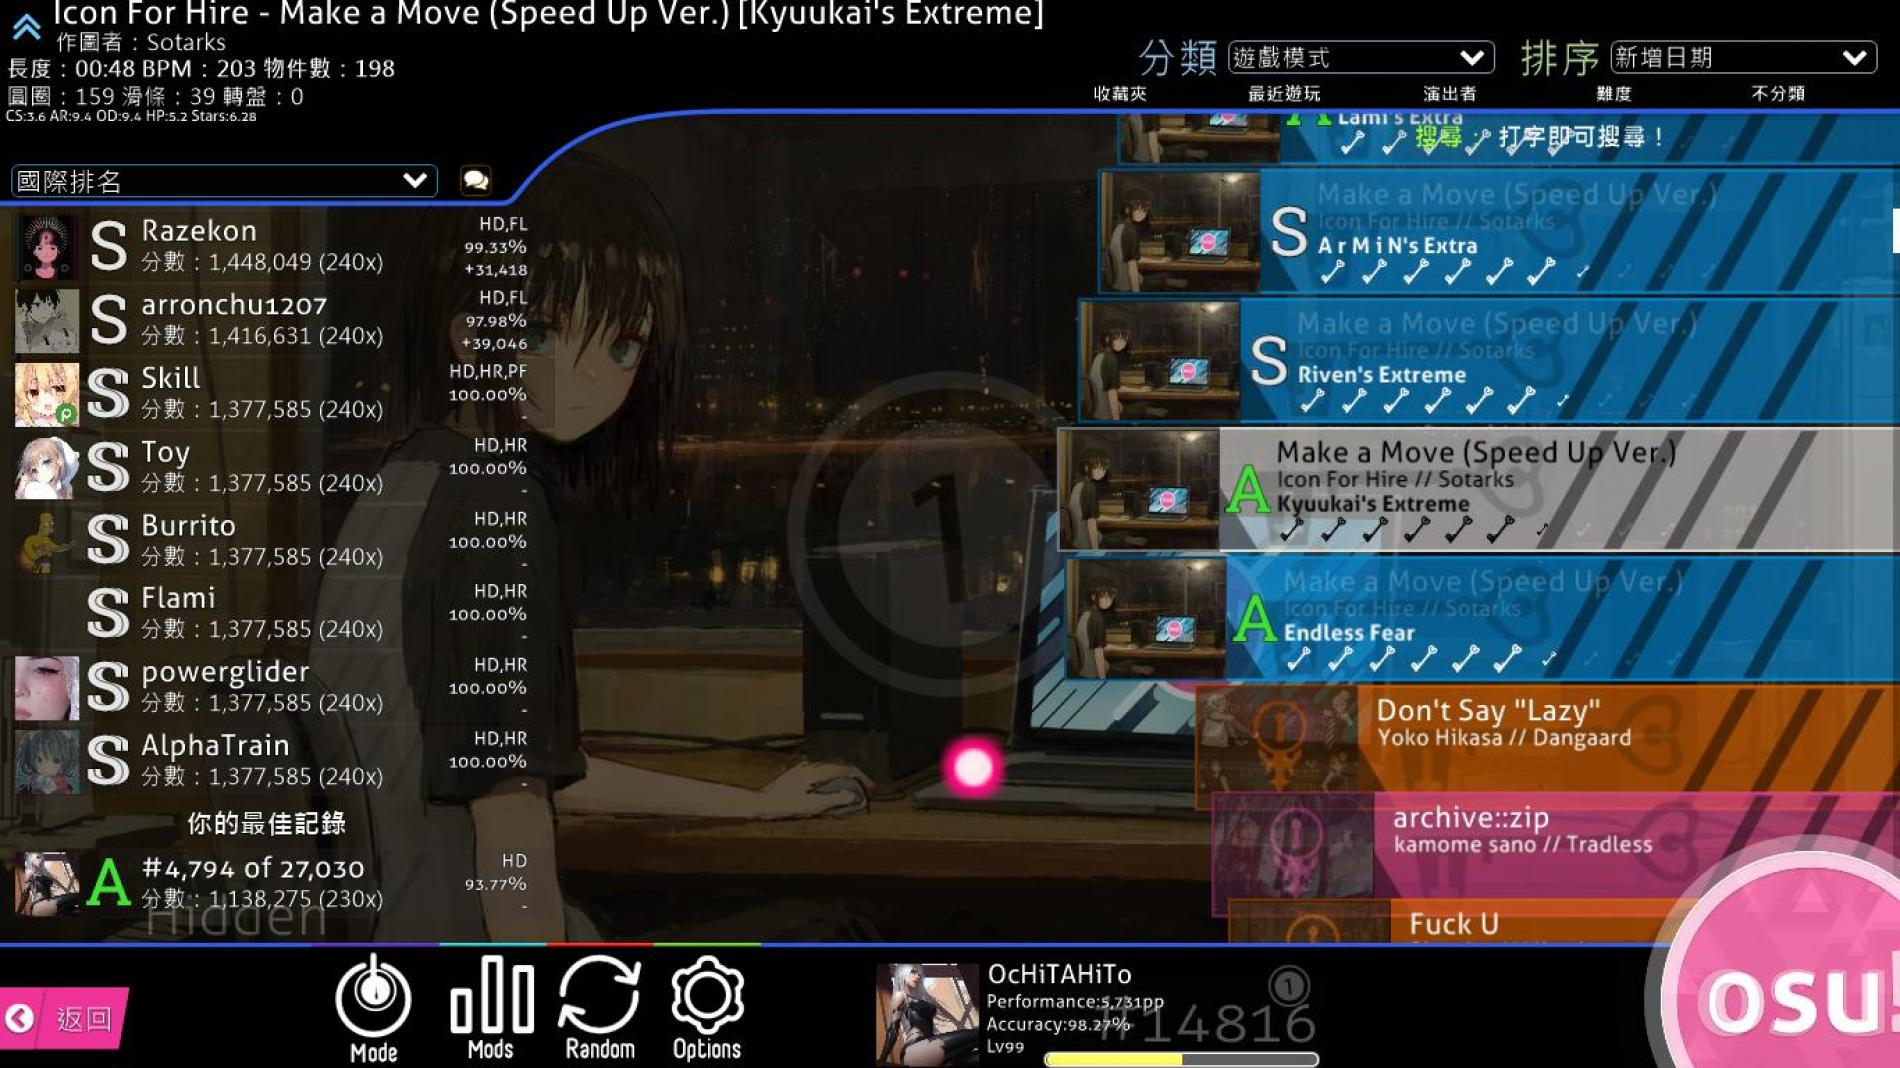 Icon For Hire - Make a Move (Speed Up Ver.) [Kyuukai's Extreme]
作圖者：Sotarks
長度：00:48 BPM：203 物件數：198
圓圈：159 滑條：39 轉盤：0
CS:3.6 AR:9.4 OD:9.4 HP:5.2 Stars:6.28
分類 遊戲模式 排序 新增日期
收藏夾 最近遊玩 演出者 難度 不分類
國際排名
Razekon HD,FL
分數：1,448,049 (240x) 99.33%
+31,418
arronchu1207 HD,FL
分數：1,416,631 (240x) 97.98%
+39,046
Skill HD,HR,PF
分數：1,377,585 (240x) 100.00%
-
Toy HD,HR
分數：1,377,585 (240x) 100.00%
-
Burrito HD,HR
分數：1,377,585 (240x) 100.00%
-
Flami HD,HR
分數：1,377,585 (240x) 100.00%
-
powerglider HD,HR
分數：1,377,585 (240x) 100.00%
-
AlphaTrain HD,HR
分數：1,377,585 (240x) 100.00%
-
你的最佳記錄
A #4,794 of 27,030 HD
分數：1,138,275 (230x) 93.77%
-
Hidden
Lami's Extra
搜尋： 打字即可搜尋！
Make a Move (Speed Up Ver.)
Icon For Hire // Sotarks
S A r M i N's Extra
Make a Move (Speed Up Ver.)
Icon For Hire // Sotarks
S Riven's Extreme
Make a Move (Speed Up Ver.)
Icon For Hire // Sotarks
A Kyuukai's Extreme
Make a Move (Speed Up Ver.)
Icon For Hire // Sotarks
A Endless Fear
Don't Say "Lazy"
Yoko Hikasa // Dangaard
archive::zip
kamome sano // Tradless
Fuck U
返回
Mode Mods Random Options
OcHiTAHiTo
Performance:5,731pp
Accuracy:98.27%
Lv99
#14816
1
osu!